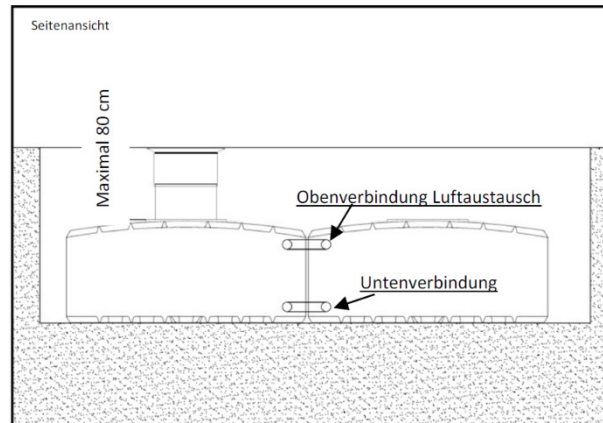 Seitenansicht
Maximal 80 cm
Obenverbindung Luftaustausch
Untenverbindung